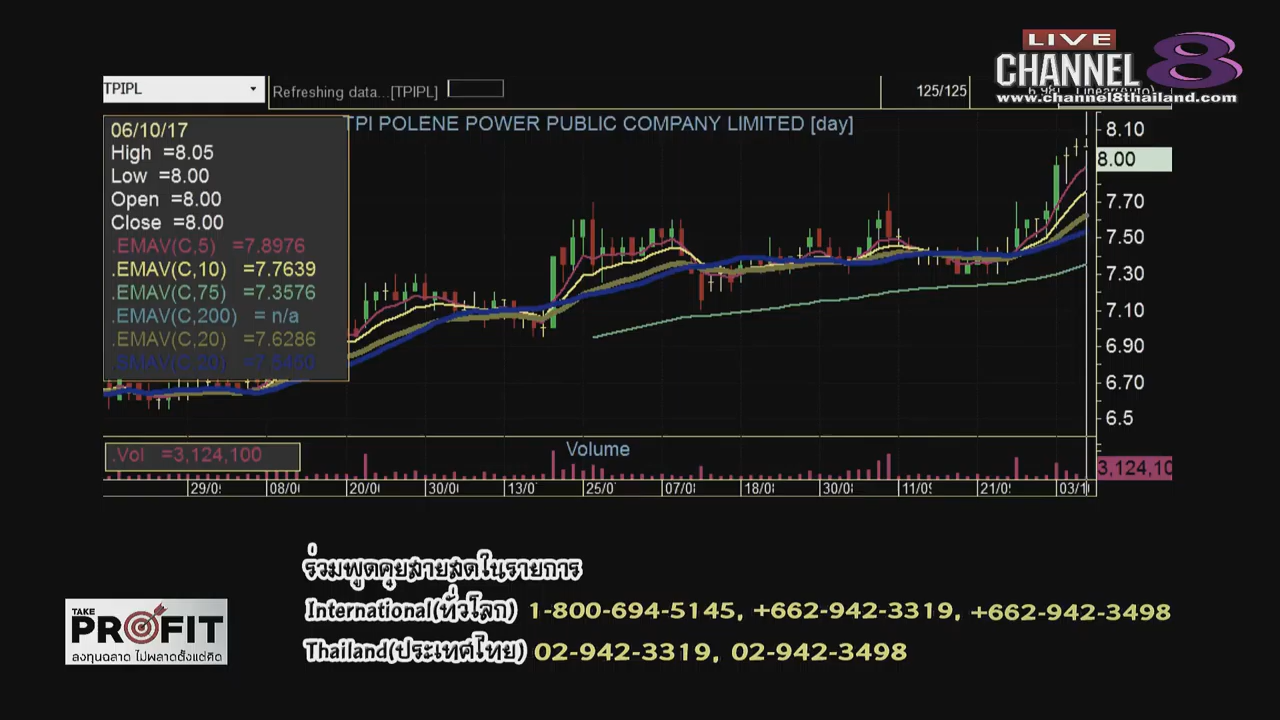 LIVE
CHANNEL 8
www.channel8thailand.com
TPIPL
Refreshing data...[TPIPL]
125/125
TPI POLENE POWER PUBLIC COMPANY LIMITED [day]
06/10/17
High =8.05
Low =8.00
Open =8.00
Close =8.00
.EMAV(C,5) =7.8976
.EMAV(C,10) =7.7639
.EMAV(C,75) =7.3576
.EMAV(C,200) = n/a
.EMAV(C,20) =7.6286
8.10
8.00
7.70
7.50
7.30
7.10
6.90
6.70
6.5
.Vol =3,124,100
Volume
3,124,10
29/0 08/0 20/0 30/0 13/0 25/0 07/0 18/0 30/0 11/0 21/0 03/1
ร่วมพูดคุยสายสดในรายการ
International(ทั่วโลก) 1-800-694-5145, +662-942-3319, +662-942-3498
Thailand(ประเทศไทย) 02-942-3319, 02-942-3498
TAKE
PROFIT
ลงทุนฉลาด ไม่พลาดตั้งแต่คิด